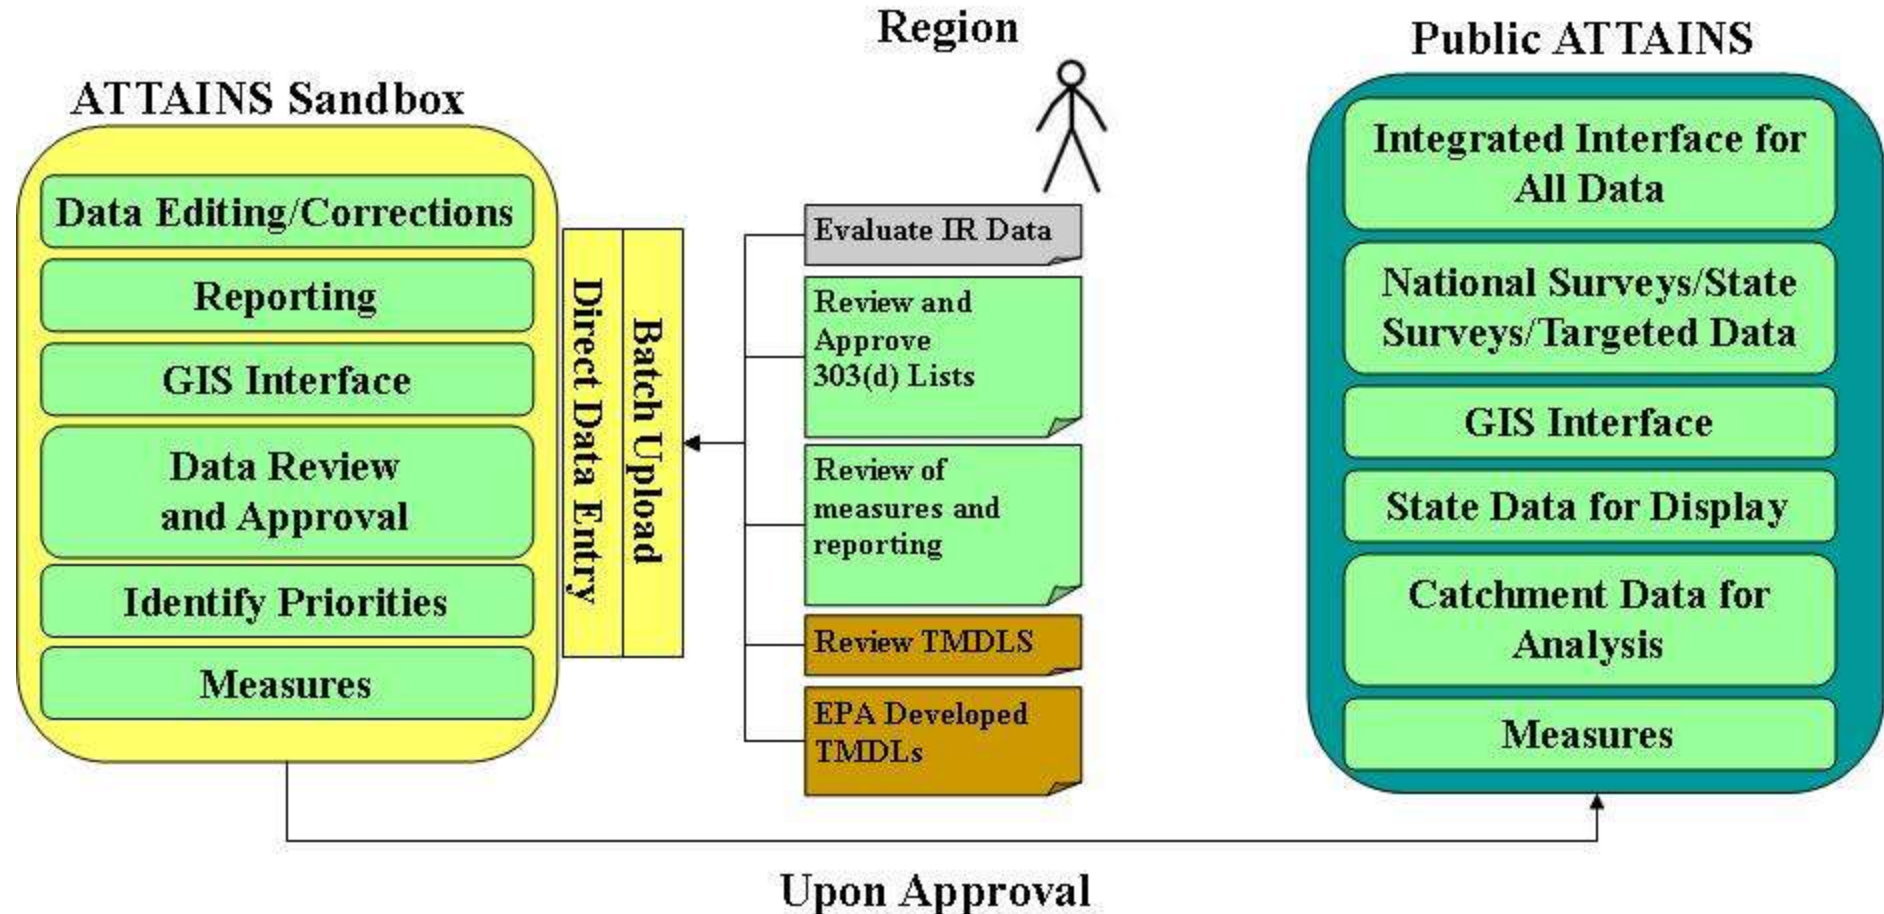 ATTAINS Sandbox
Data Editing/Corrections
Reporting
GIS Interface
Data Review
and Approval
Identify Priorities
Measures
Direct Data Entry
Batch Upload
Region
Evaluate IR Data
Review and
Approve
303(d) Lists
Review of
measures and
reporting
Review TMDLS
EPA Developed
TMDLs
Public ATTAINS
Integrated Interface for
All Data
National Surveys/State
Surveys/Targeted Data
GIS Interface
State Data for Display
Catchment Data for
Analysis
Measures
Upon Approval